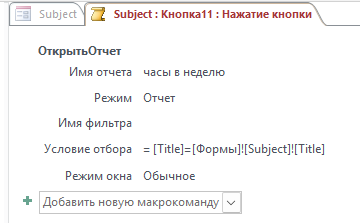 Subject
Subject : Кнопка11 : Нажатие кнопки
ОткрытьОтчет
Имя отчета часы в неделю
Режим Отчет
Имя фильтра
Условие отбора = [Title]=[Формы]![Subject]![Title]
Режим окна Обычное
Добавить новую макрокоманду